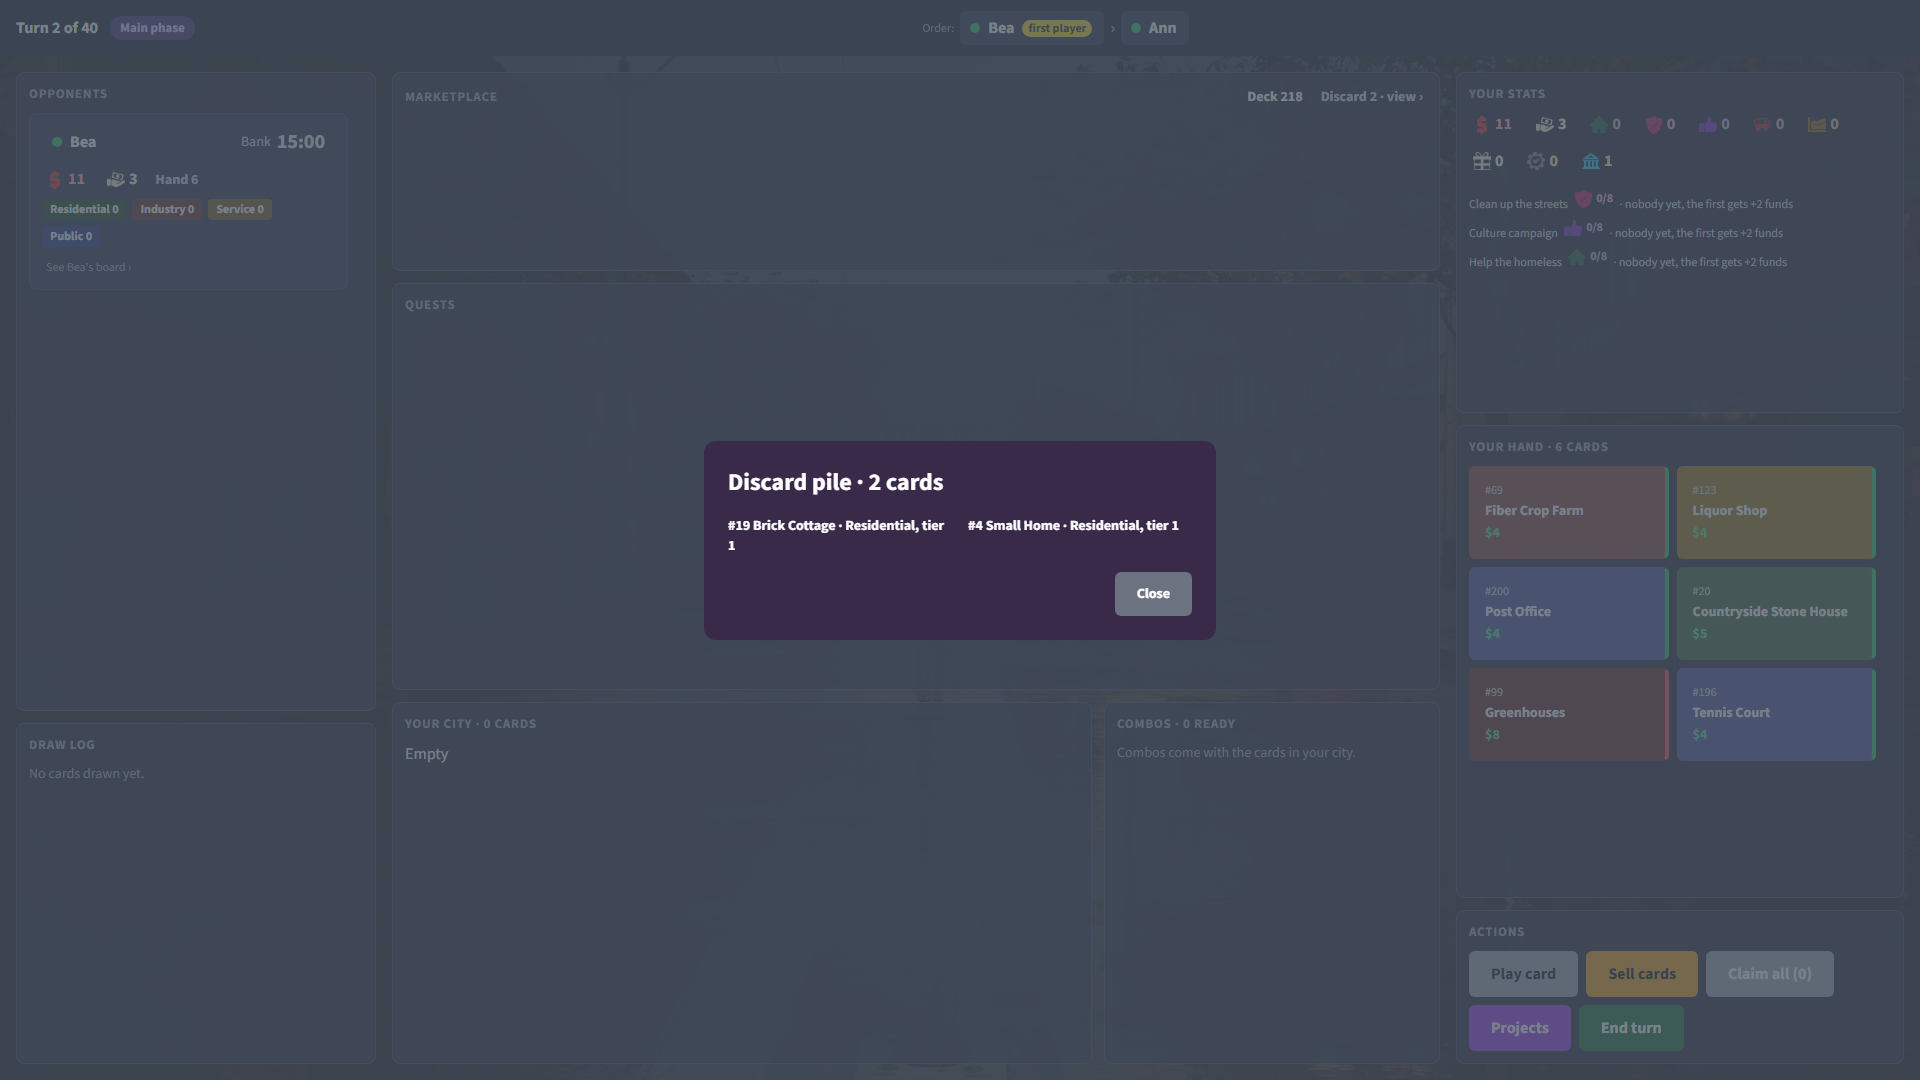 Turn 2 of 40
Main phase
Order:
Bea
first player
›
Ann
OPPONENTS
Bea
Bank 15:00
11
3
Hand 6
Residential 0
Industry 0
Service 0
Public 0
See Bea's board ›
DRAW LOG
No cards drawn yet.
MARKETPLACE
Deck 218
Discard 2 · view ›
QUESTS
Discard pile · 2 cards
#19 Brick Cottage · Residential, tier
1
#4 Small Home · Residential, tier 1
Close
YOUR CITY · 0 CARDS
Empty
COMBOS · 0 READY
Combos come with the cards in your city.
YOUR STATS
11
3
0
0
0
0
0
0
0
1
Clean up the streets 0/8 · nobody yet, the first gets +2 funds
Culture campaign 0/8 · nobody yet, the first gets +2 funds
Help the homeless 0/8 · nobody yet, the first gets +2 funds
YOUR HAND · 6 CARDS
#69
Fiber Crop Farm
$4
#123
Liquor Shop
$4
#200
Post Office
$4
#20
Countryside Stone House
$5
#99
Greenhouses
$8
#196
Tennis Court
$4
ACTIONS
Play card
Sell cards
Claim all (0)
Projects
End turn